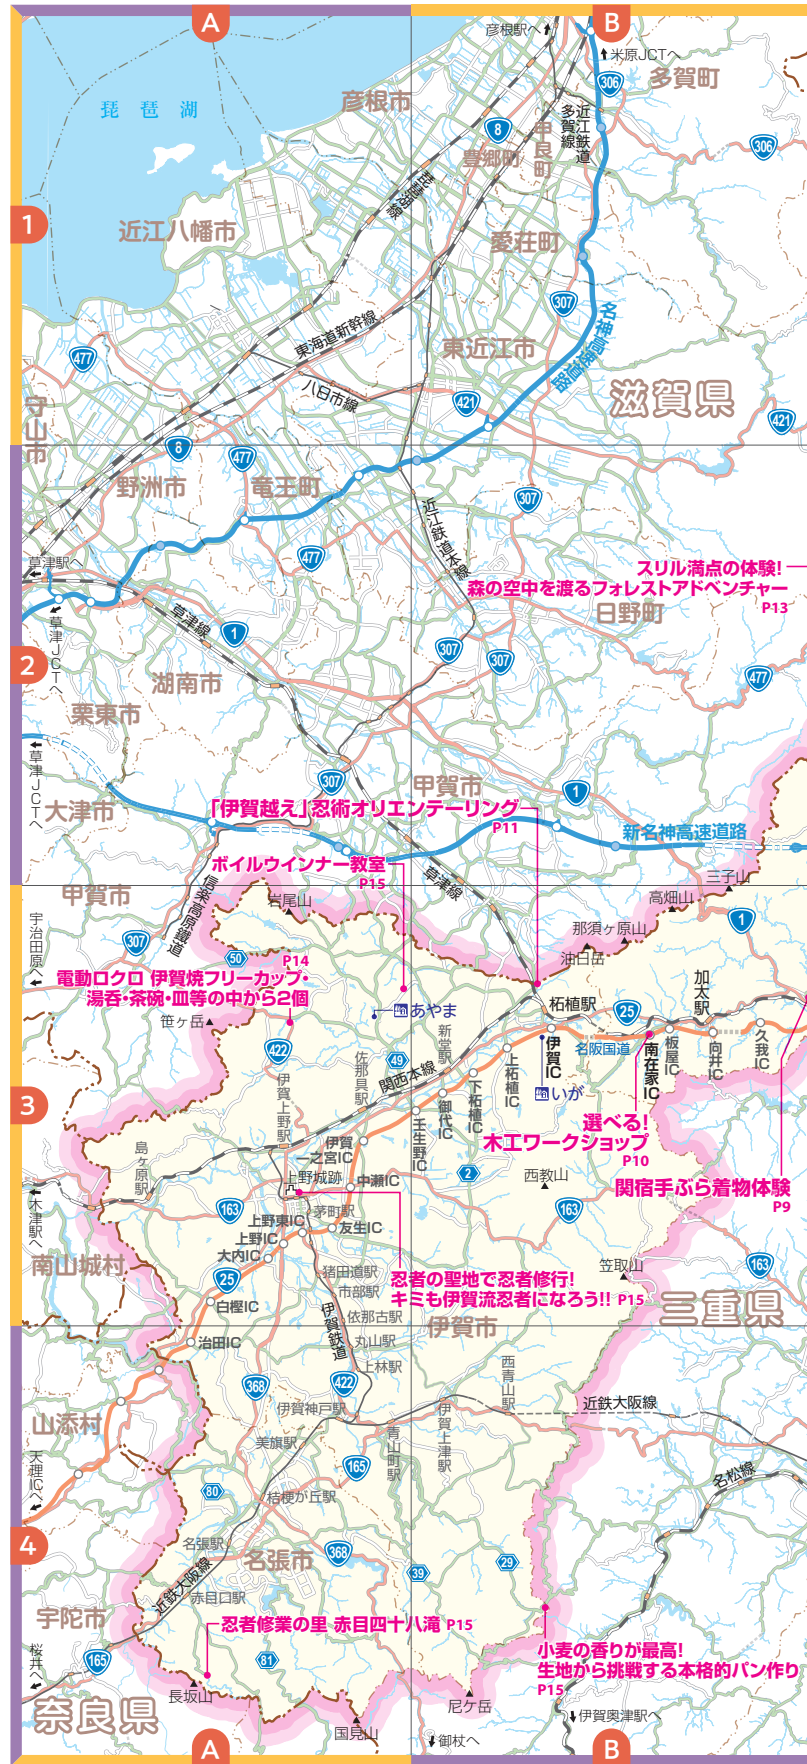 A
B
彦根駅へ
米原JCTへ
306
多賀町
琵琶湖
彦根市
8
甲良町
近江鉄道
多賀線
306
豊郷町
琵琶湖線
1
近江八幡市
愛荘町
307
名神高速道路
東海道新幹線
東近江市
477
八日市線
421
滋賀県
421
守山市
8
477
野洲市
竜王町
307
近江鉄道本線
477
草津駅へ
スリル満点の体験!
森の空中を渡るフォレストアドベンチャー
P13
日野町
草津JCTへ
草津線
1
307
307
2
湖南市
477
栗東市
草津JCTへ
307
甲賀市
1
大津市
「伊賀越え」忍術オリエンテーリング
P11
新名神高速道路
ボイルウインナー教室
P15
草津線
三子山
甲賀市
信楽高原鐵道
岩尾山
高畑山
1
宇治田原へ
307
那須ヶ原山
油日岳
50
P14
電動ロクロ 伊賀焼フリーカップ・
湯呑・茶碗・皿等の中から2個
柘植駅
加太駅
あやま
25
笹ヶ岳
422
佐那具駅
49
新堂駅
関西本線
伊賀IC
名阪国道
南在家IC
板屋IC
向井IC
久我IC
上柘植IC
いが
下柘植IC
御代IC
壬生野IC
3
伊賀上野駅
選べる!
木工ワークショップ
P10
島ヶ原駅
伊賀一之宮IC
上野城跡
中瀬IC
2
西教山
関宿手ぶら着物体験
P9
木津駅へ
163
茅町駅
上野東IC
友生IC
上野IC
大内IC
163
南山城村
25
猪田道駅
忍者の聖地で忍者修行!
キミも伊賀流忍者になろう!! P15
笠取山
163
市部駅
白樫IC
依那古駅
伊賀市
三重県
治田IC
伊賀鉄道
丸山駅
上林駅
西青山駅
368
422
近鉄大阪線
山添村
伊賀神戸駅
伊賀上津駅
青山町駅
美旗駅
天理ICへ
165
名松線
80
桔梗が丘駅
4
名張駅
名張市
368
39
29
近鉄大阪線
赤目口駅
宇陀市
忍者修業の里 赤目四十八滝 P15
桜井へ
165
81
小麦の香りが最高!
生地から挑戦する本格的パン作り
P15
長坂山
尼ケ岳
奈良県
国見山
伊賀奥津駅へ
御杖へ
A
B